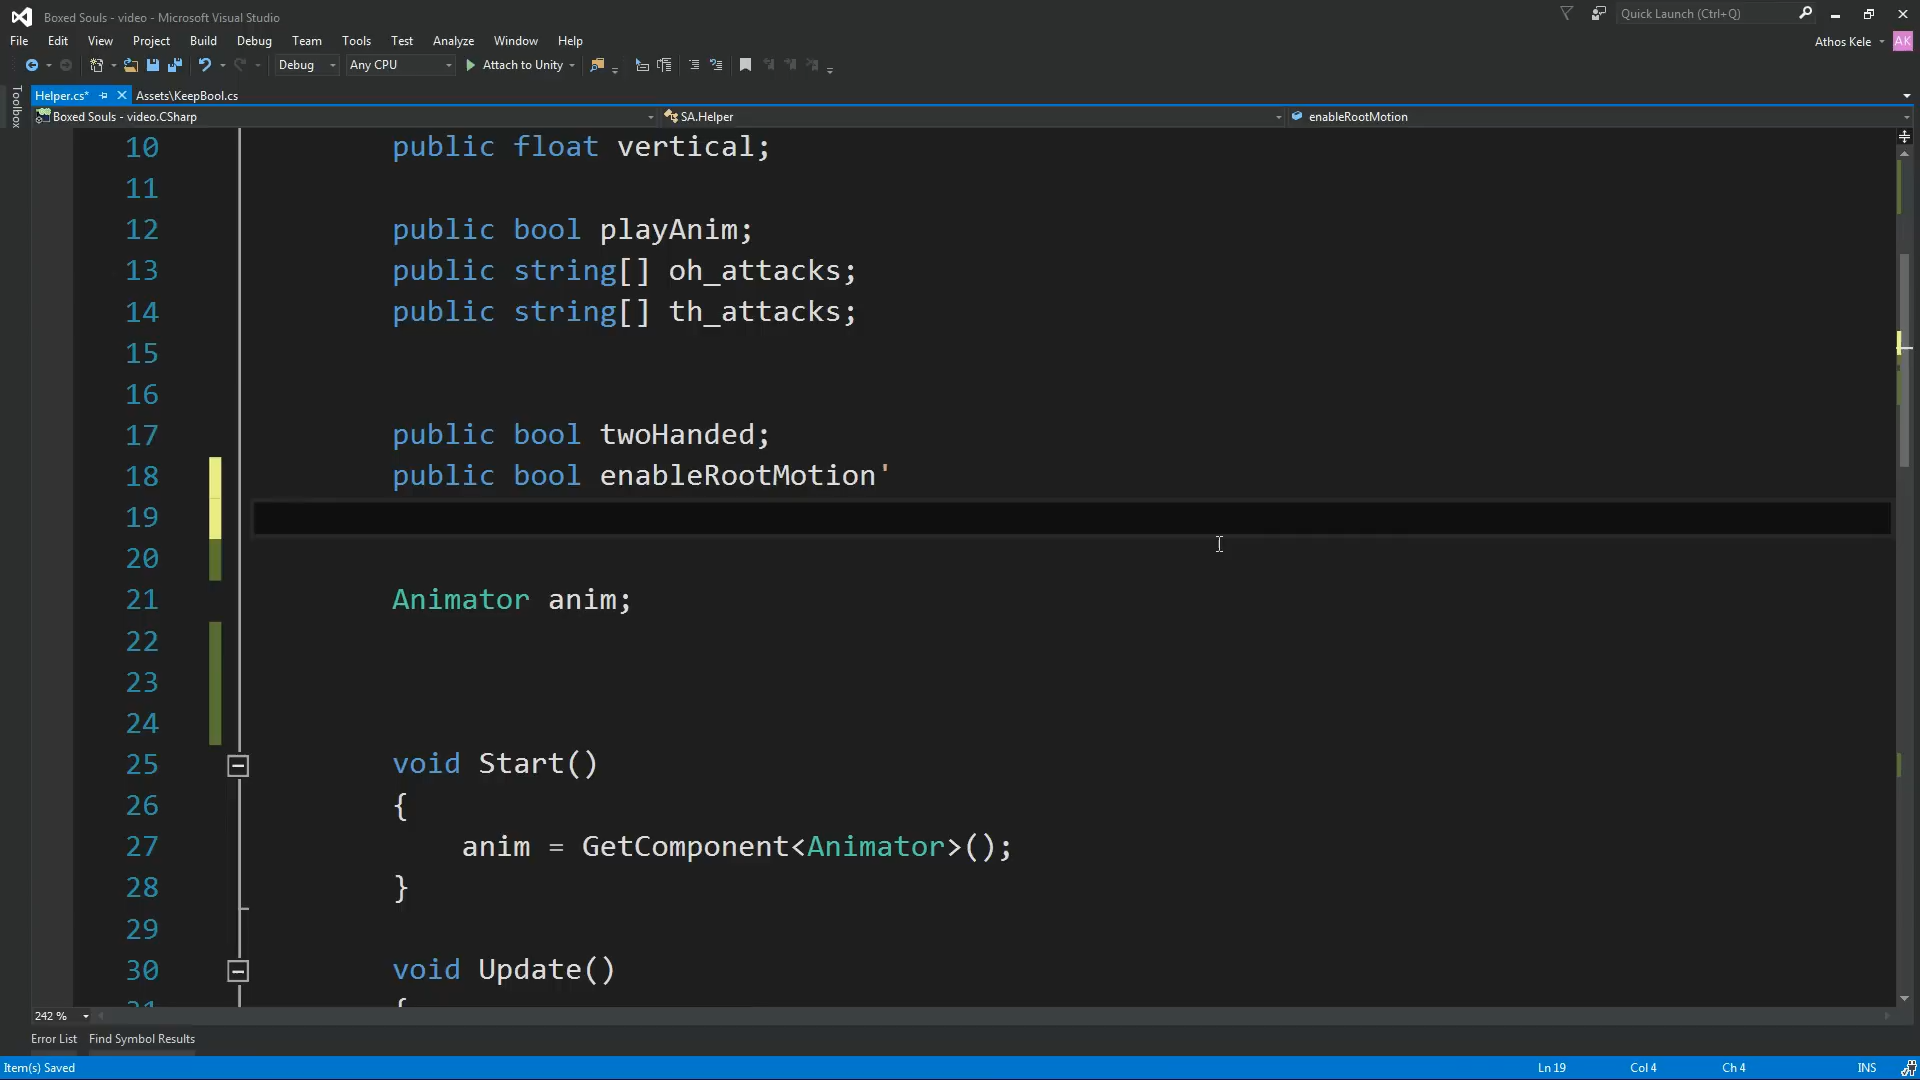 Boxed Souls - video - Microsoft Visual Studio
Quick Launch (Ctrl+Q)
File Edit View Project Build Debug Team Tools Test Analyze Window Help
Athos Kele AK
Debug Any CPU Attach to Unity
Toolbox
Helper.cs* Assets\KeepBool.cs
Boxed Souls - video.CSharp SA.Helper enableRootMotion
10 public float vertical;
11
12 public bool playAnim;
13 public string[] oh_attacks;
14 public string[] th_attacks;
15
16
17 public bool twoHanded;
18 public bool enableRootMotion'
19
20
21 Animator anim;
22
23
24
25 void Start()
26 {
27 anim = GetComponent<Animator>();
28 }
29
30 void Update()
31 {
242 %
Error List Find Symbol Results
Item(s) Saved Ln 19 Col 4 Ch 4 INS